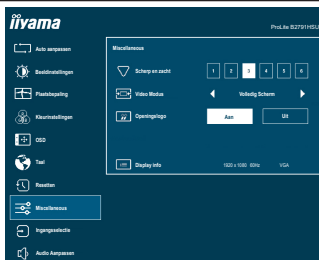 iiyama
ProLite B2791HSU
Auto aanpassen
Beeldinstellingen
Plaatsbepaling
Kleurinstellingen
OSD
Taal
Resetten
Miscellaneous
Ingangsselectie
Audio Aanpassen
Miscellaneous
Scherp en zacht
1 2 3 4 5 6
Video Modus
Volledig Scherm
Openingslogo
Aan
Uit
Display info
1920 x 1080 60Hz VGA